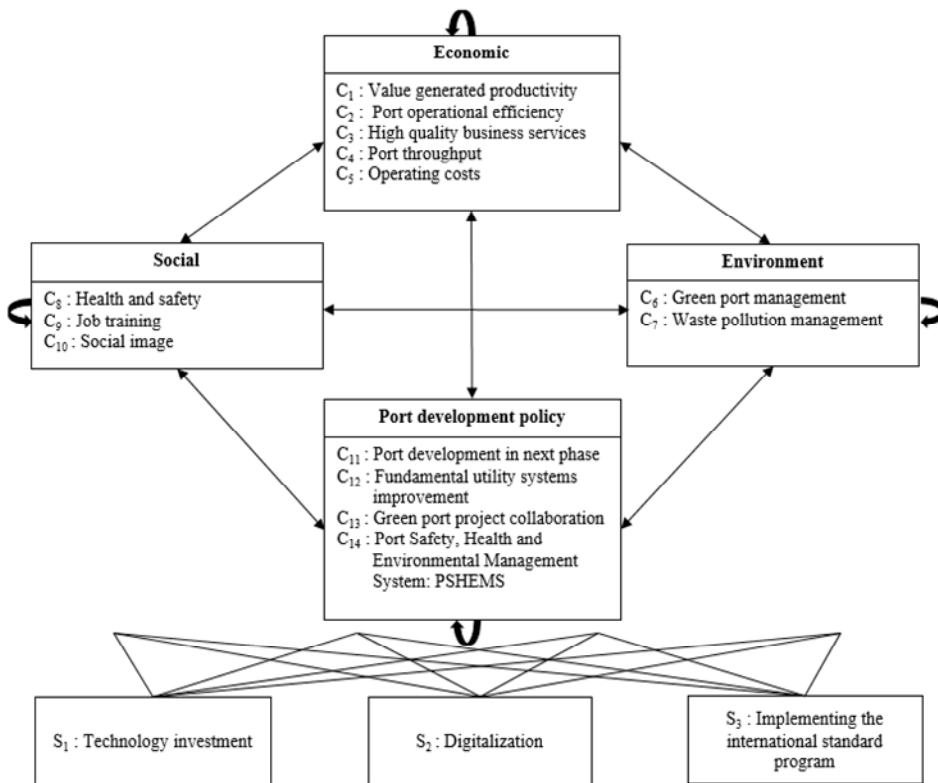 Economic
C₁ : Value generated productivity
C₂ : Port operational efficiency
C₃ : High quality business services
C₄ : Port throughput
C₅ : Operating costs
Social
C₈ : Health and safety
C₉ : Job training
C₁₀ : Social image
Environment
C₆ : Green port management
C₇ : Waste pollution management
Port development policy
C₁₁ : Port development in next phase
C₁₂ : Fundamental utility systems
improvement
C₁₃ : Green port project collaboration
C₁₄ : Port Safety, Health and
Environmental Management
System: PSHEMS
S₁ : Technology investment
S₂ : Digitalization
S₃ : Implementing the
international standard
program